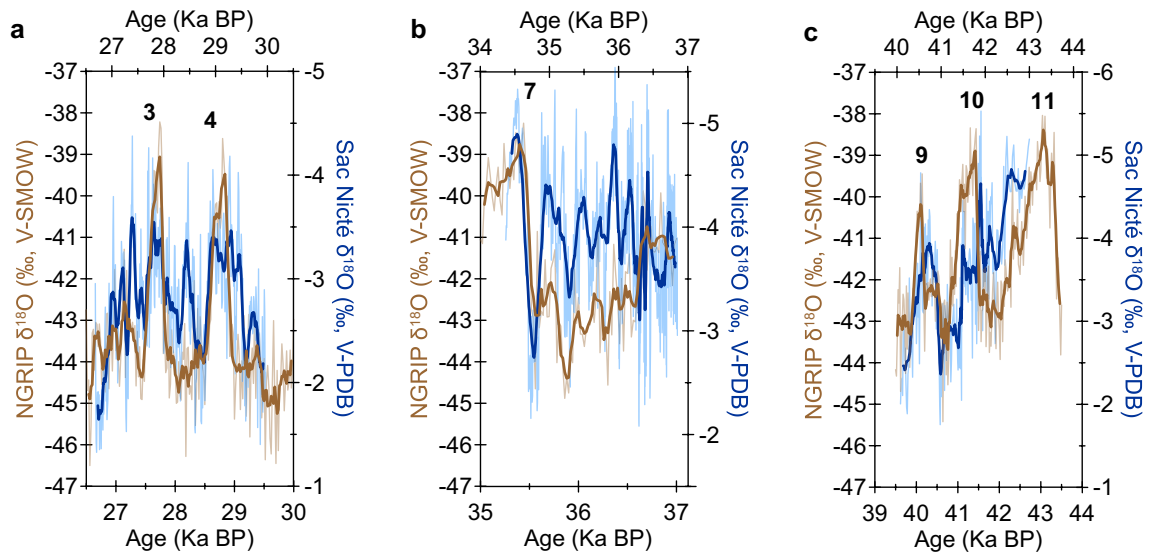 a
Age (Ka BP)
27 28 29 30
-37
-38
-39
-40
-41
-42
-43
-44
-45
-46
-47
NGRIP δ18O (‰, V-SMOW)
3
4
-5
-4
-3
-2
-1
Sac Nicté δ18O (‰, V-PDB)
27 28 29 30
Age (Ka BP)
b
Age (Ka BP)
34 35 36 37
-37
-38
-39
-40
-41
-42
-43
-44
-45
-46
-47
NGRIP δ18O (‰, V-SMOW)
7
-5
-4
-3
-2
Sac Nicté δ18O (‰, V-PDB)
35 36 37
Age (Ka BP)
c
Age (Ka BP)
40 41 42 43 44
-37
-38
-39
-40
-41
-42
-43
-44
-45
-46
-47
NGRIP δ18O (‰, V-SMOW)
9
10
11
-6
-5
-4
-3
-2
-1
Sac Nicté δ18O (‰, V-PDB)
39 40 41 42 43 44
Age (Ka BP)